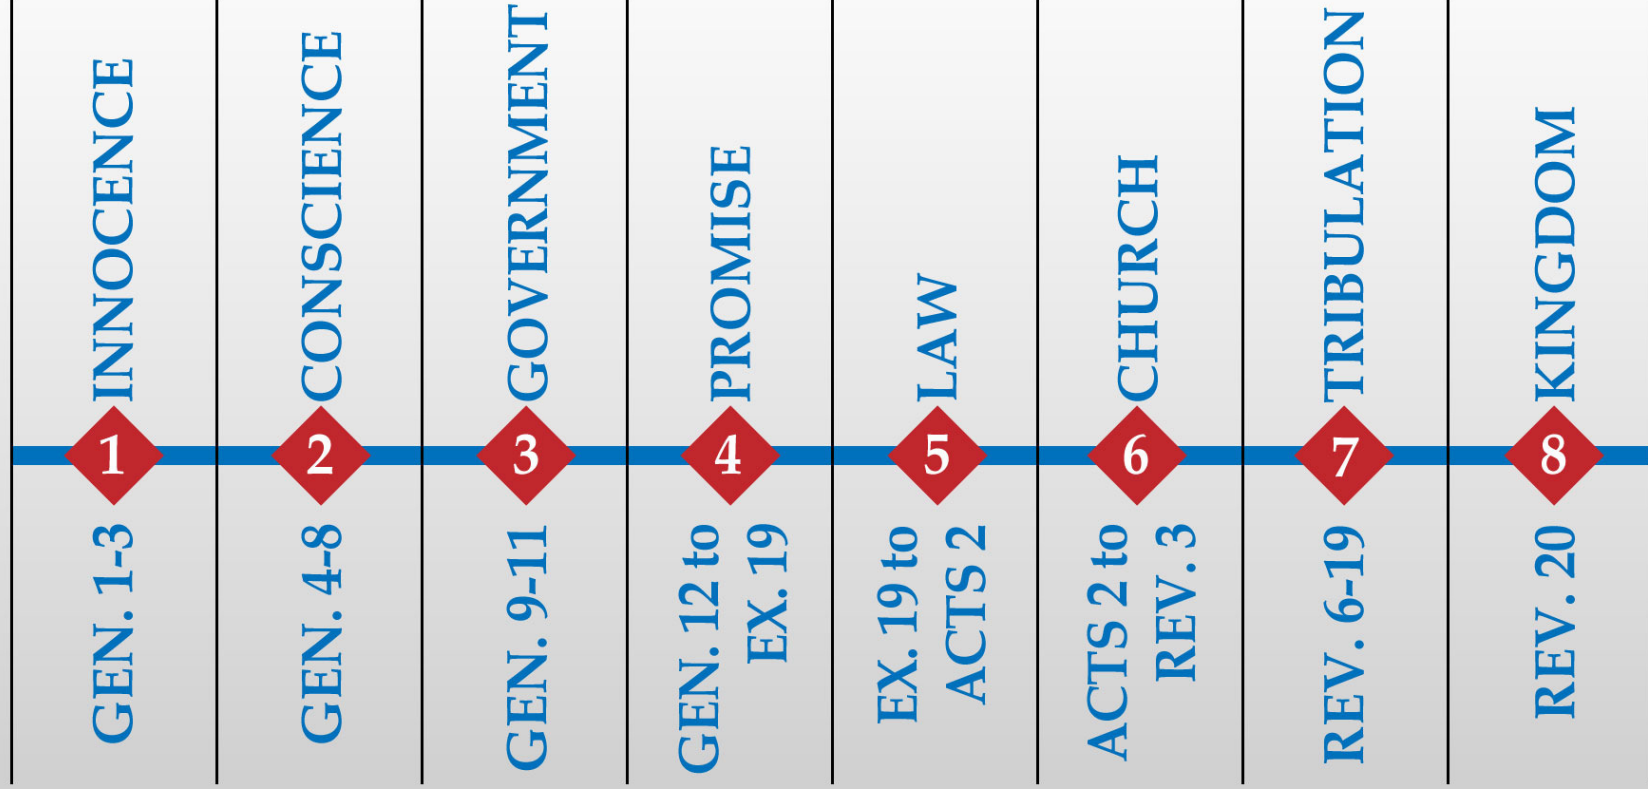 INNOCENCE
1
GEN. 1-3
CONSCIENCE
2
GEN. 4-8
GOVERNMENT
3
GEN. 9-11
PROMISE
4
GEN. 12 to
EX. 19
LAW
5
EX. 19 to
ACTS 2
CHURCH
6
ACTS 2 to
REV. 3
TRIBULATION
7
REV. 6-19
KINGDOM
8
REV. 20